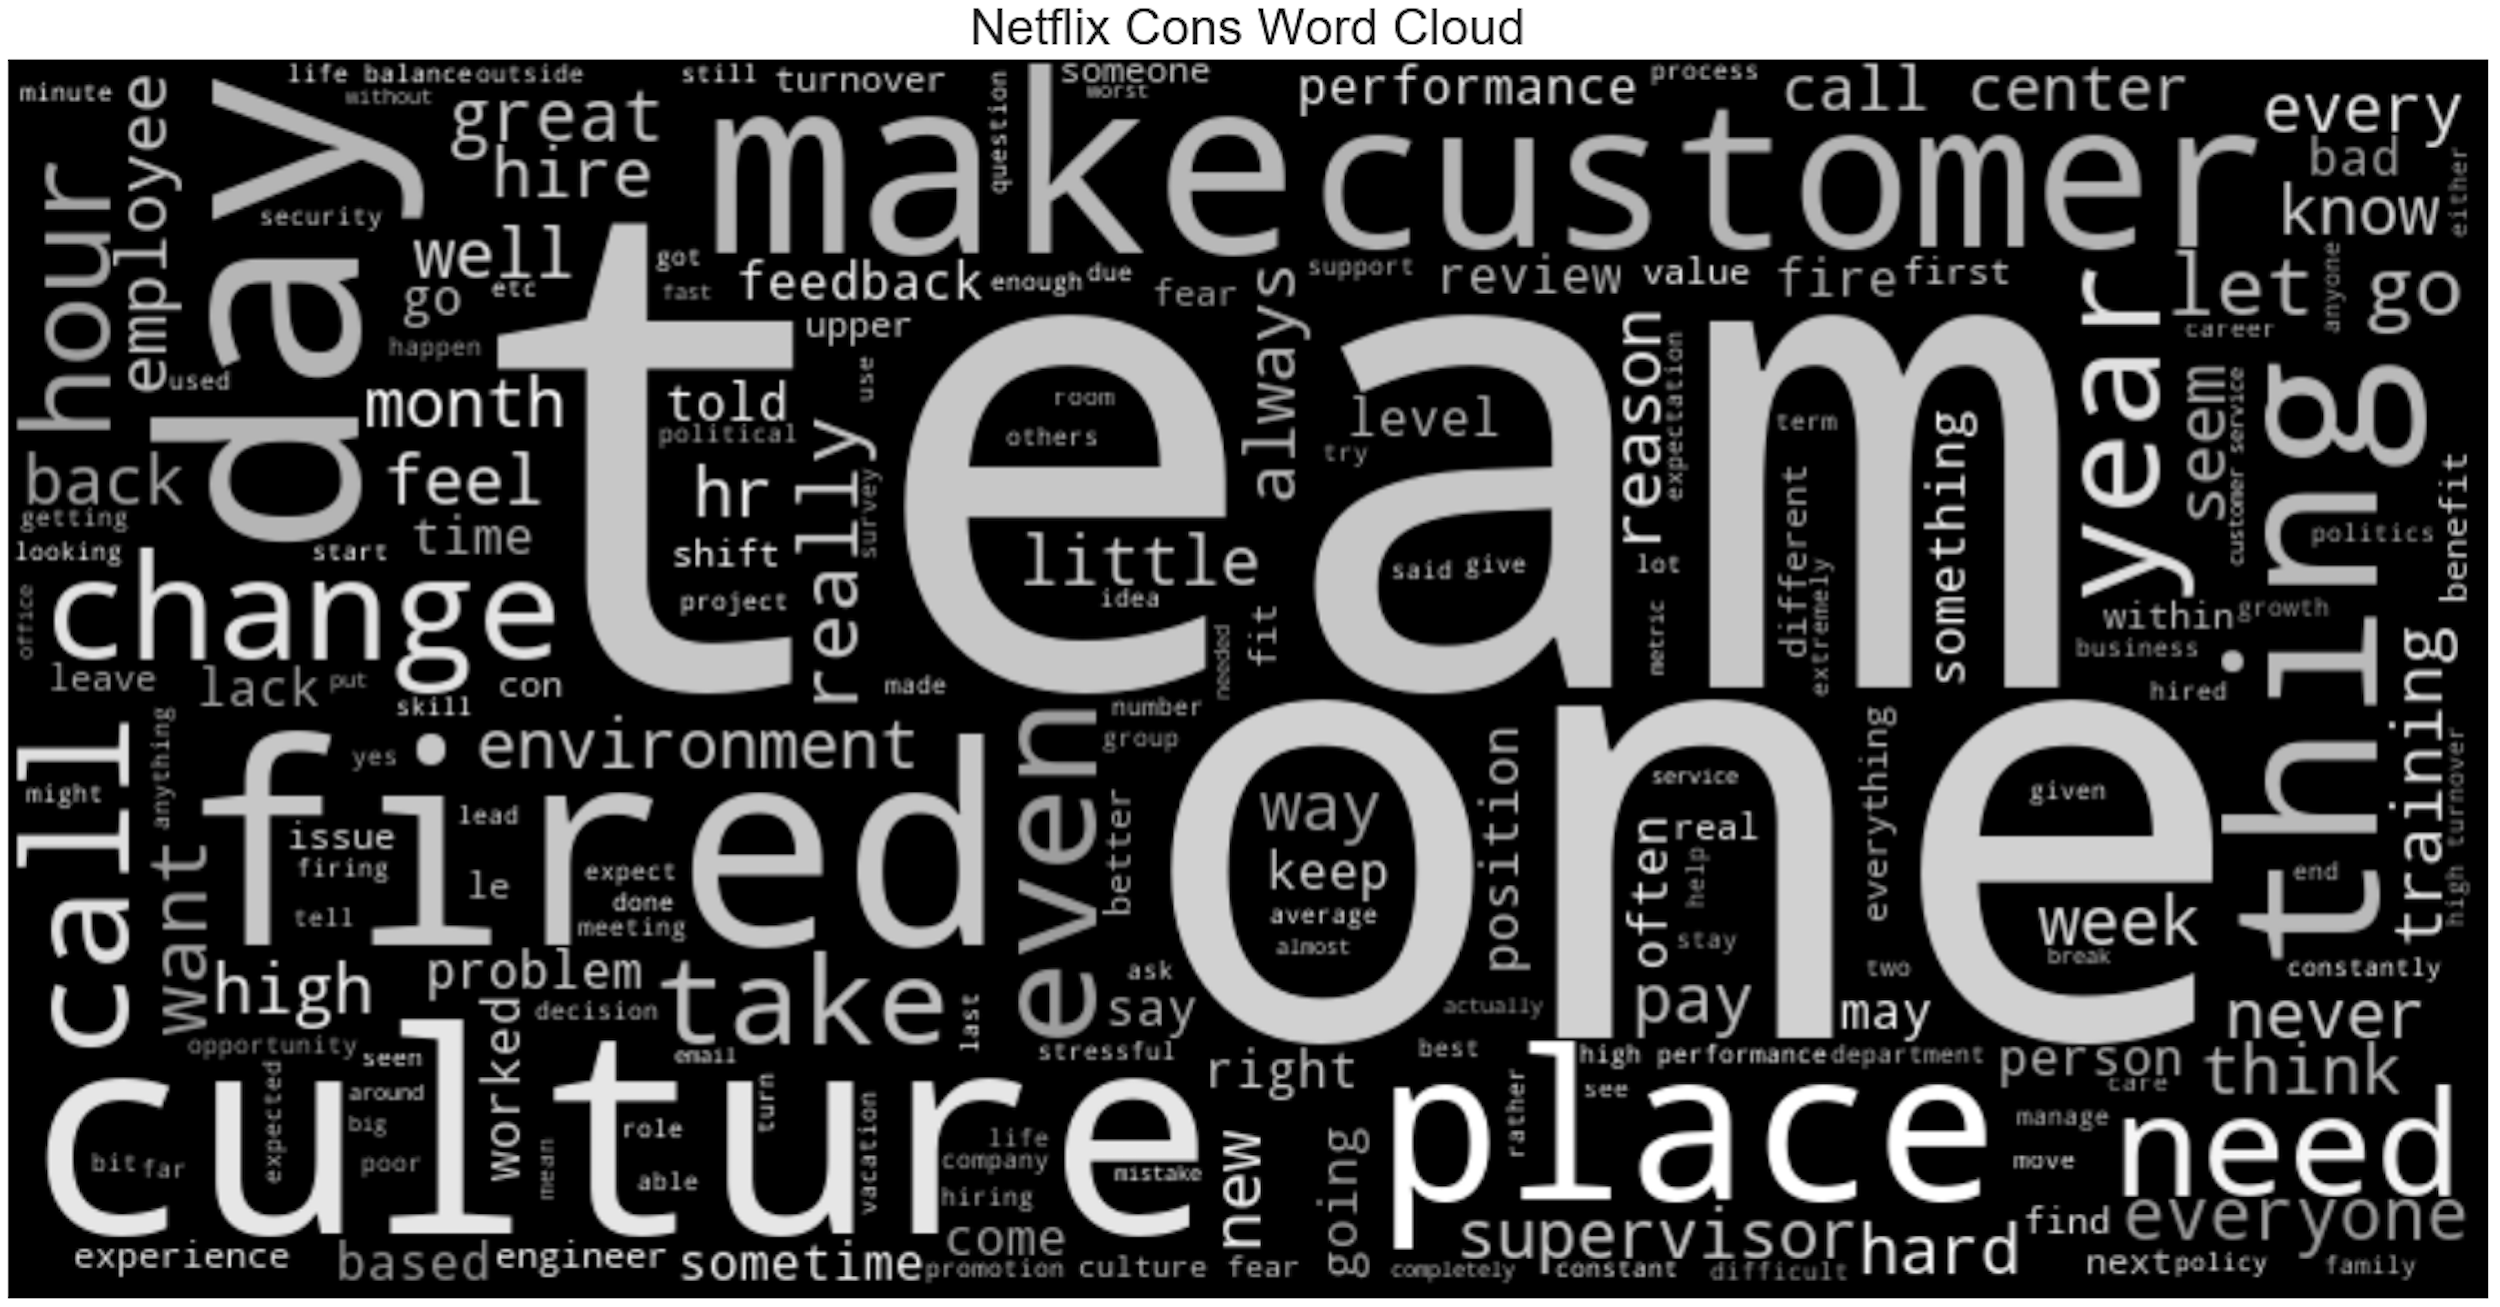 Netflix Cons Word Cloud
minute
life balance
outside
without
still
turnover
question
someone
worst
performance
process
call center
every
employee
day
great
hire
make
customer
bad
either
hour
security
know
well
got
feedback
enough
due
fear
support
review
value
fire
first
let go
anyone
go
etc
fast
team
upper
always
year
career
happen
used
use
reason
expectation
seem
customer service
thing
month
told
political
room
others
level
try
term
something
back
feel
hr
really
survey
different
benefit
getting
time
politics
looking
start
shift
little
said
give
lot
extremely
office
change
project
idea
fit
metric
within
growth
business
training
leave
lack
put
con
made
needed
hired
skill
number
call
anything
fired
yes
environment
even
group
one
position
everything
high turnover
might
lead
better
way
service
given
issue
often
real
want
firing
le
expect
keep
help
end
done
average
week
tell
meeting
almost
stay
break
high
problem
take
ask
two
constantly
worked
decision
last
say
actually
pay
may
never
opportunity
seen
culture
email
stressful
right
best
place
high performance
department
person
think
expected
around
turn
vacation
rather
see
care
big
role
life
new
going
manage
need
bit
far
poor
mean
able
company
mistake
move
hiring
everyone
experience
based
engineer
sometime
come
promotion
culture fear
supervisor
completely
constant
difficult
hard
find
next
policy
family